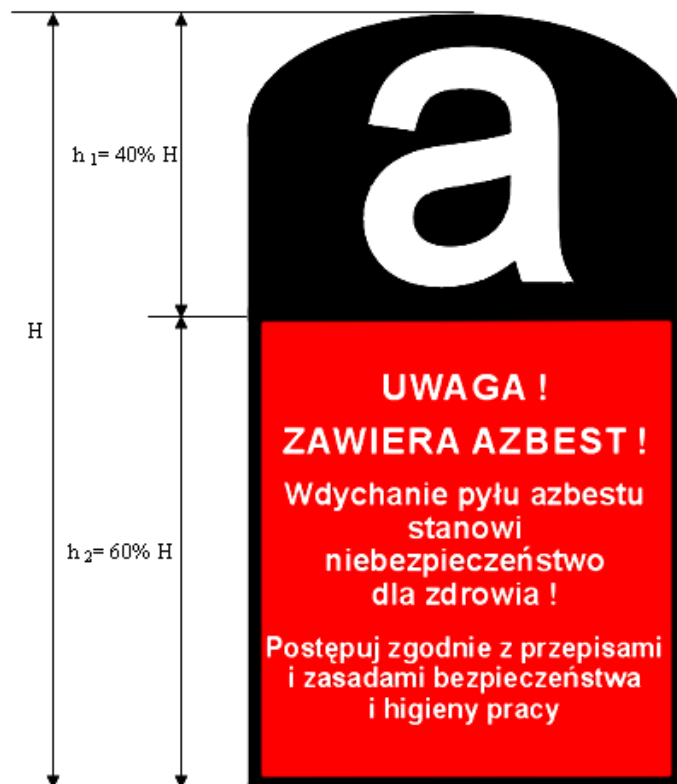 h 1= 40% H
H
h 2= 60% H
a
UWAGA !
ZAWIERA AZBEST !
Wdychanie pyłu azbestu
stanowi
niebezpieczeństwo
dla zdrowia !
Postępuj zgodnie z przepisami
i zasadami bezpieczeństwa
i higieny pracy